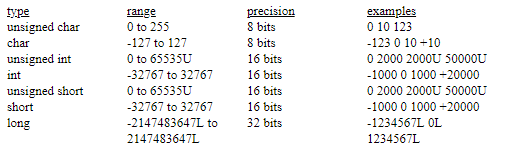 type range precision examples
unsigned char 0 to 255 8 bits 0 10 123
char -127 to 127 8 bits -123 0 10 +10
unsigned int 0 to 65535U 16 bits 0 2000 2000U 50000U
int -32767 to 32767 16 bits -1000 0 1000 +20000
unsigned short 0 to 65535U 16 bits 0 2000 2000U 50000U
short -32767 to 32767 16 bits -1000 0 1000 +20000
long -2147483647L to 32 bits -1234567L 0L
2147483647L 1234567L